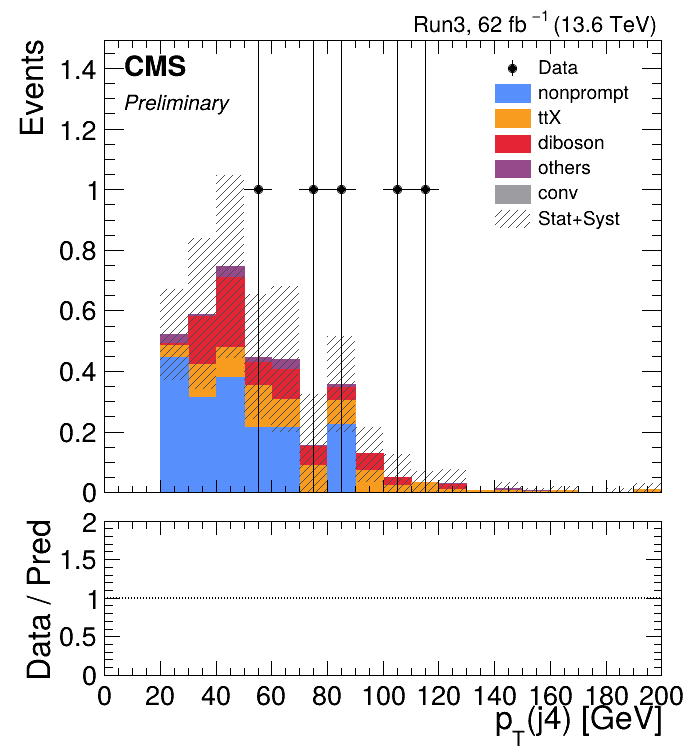 Run3, 62 fb⁻¹ (13.6 TeV)
Events
CMS
Preliminary
Data
nonprompt
ttX
diboson
others
conv
Stat+Syst
1.4
1.2
1
0.8
0.6
0.4
0.2
0
Data / Pred
2
1.5
1
0.5
0
0 20 40 60 80 100 120 140 160 180 200
p_T(j4) [GeV]